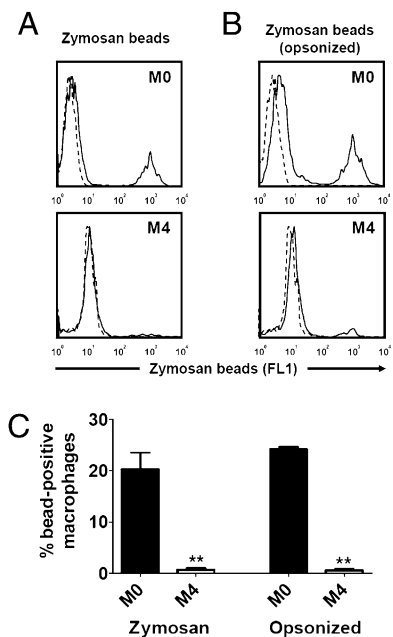 A
B
Zymosan beads
Zymosan beads
(opsonized)
M0
M0
10⁰ 10¹ 10² 10³ 10⁴
10⁰ 10¹ 10² 10³ 10⁴
M4
M4
10⁰ 10¹ 10² 10³ 10⁴
10⁰ 10¹ 10² 10³ 10⁴
Zymosan beads (FL1)
C
% bead-positive
macrophages
30
20
10
0
**
**
M0 M4 M0 M4
Zymosan Opsonized